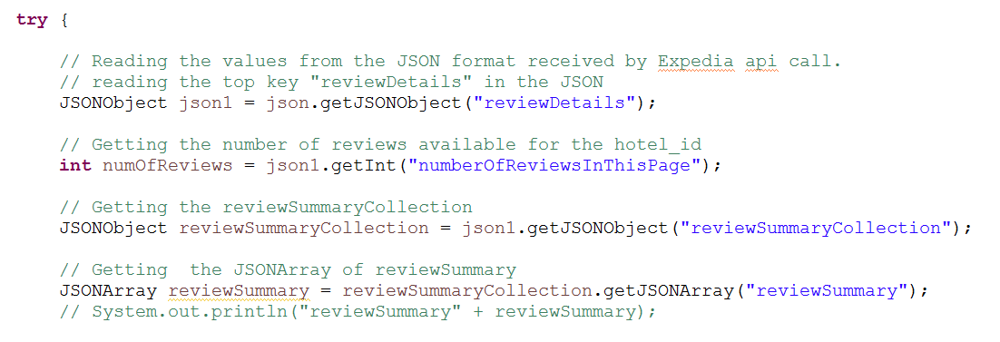 try {
// Reading the values from the JSON format received by Expedia api call.
// reading the top key "reviewDetails" in the JSON
JSONObject json1 = json.getJSONObject("reviewDetails");
// Getting the number of reviews available for the hotel_id
int numOfReviews = json1.getInt("numberOfReviewsInThisPage");
// Getting the reviewSummaryCollection
JSONObject reviewSummaryCollection = json1.getJSONObject("reviewSummaryCollection");
// Getting  the JSONArray of reviewSummary
JSONArray reviewSummary = reviewSummaryCollection.getJSONArray("reviewSummary");
// System.out.println("reviewSummary" + reviewSummary);